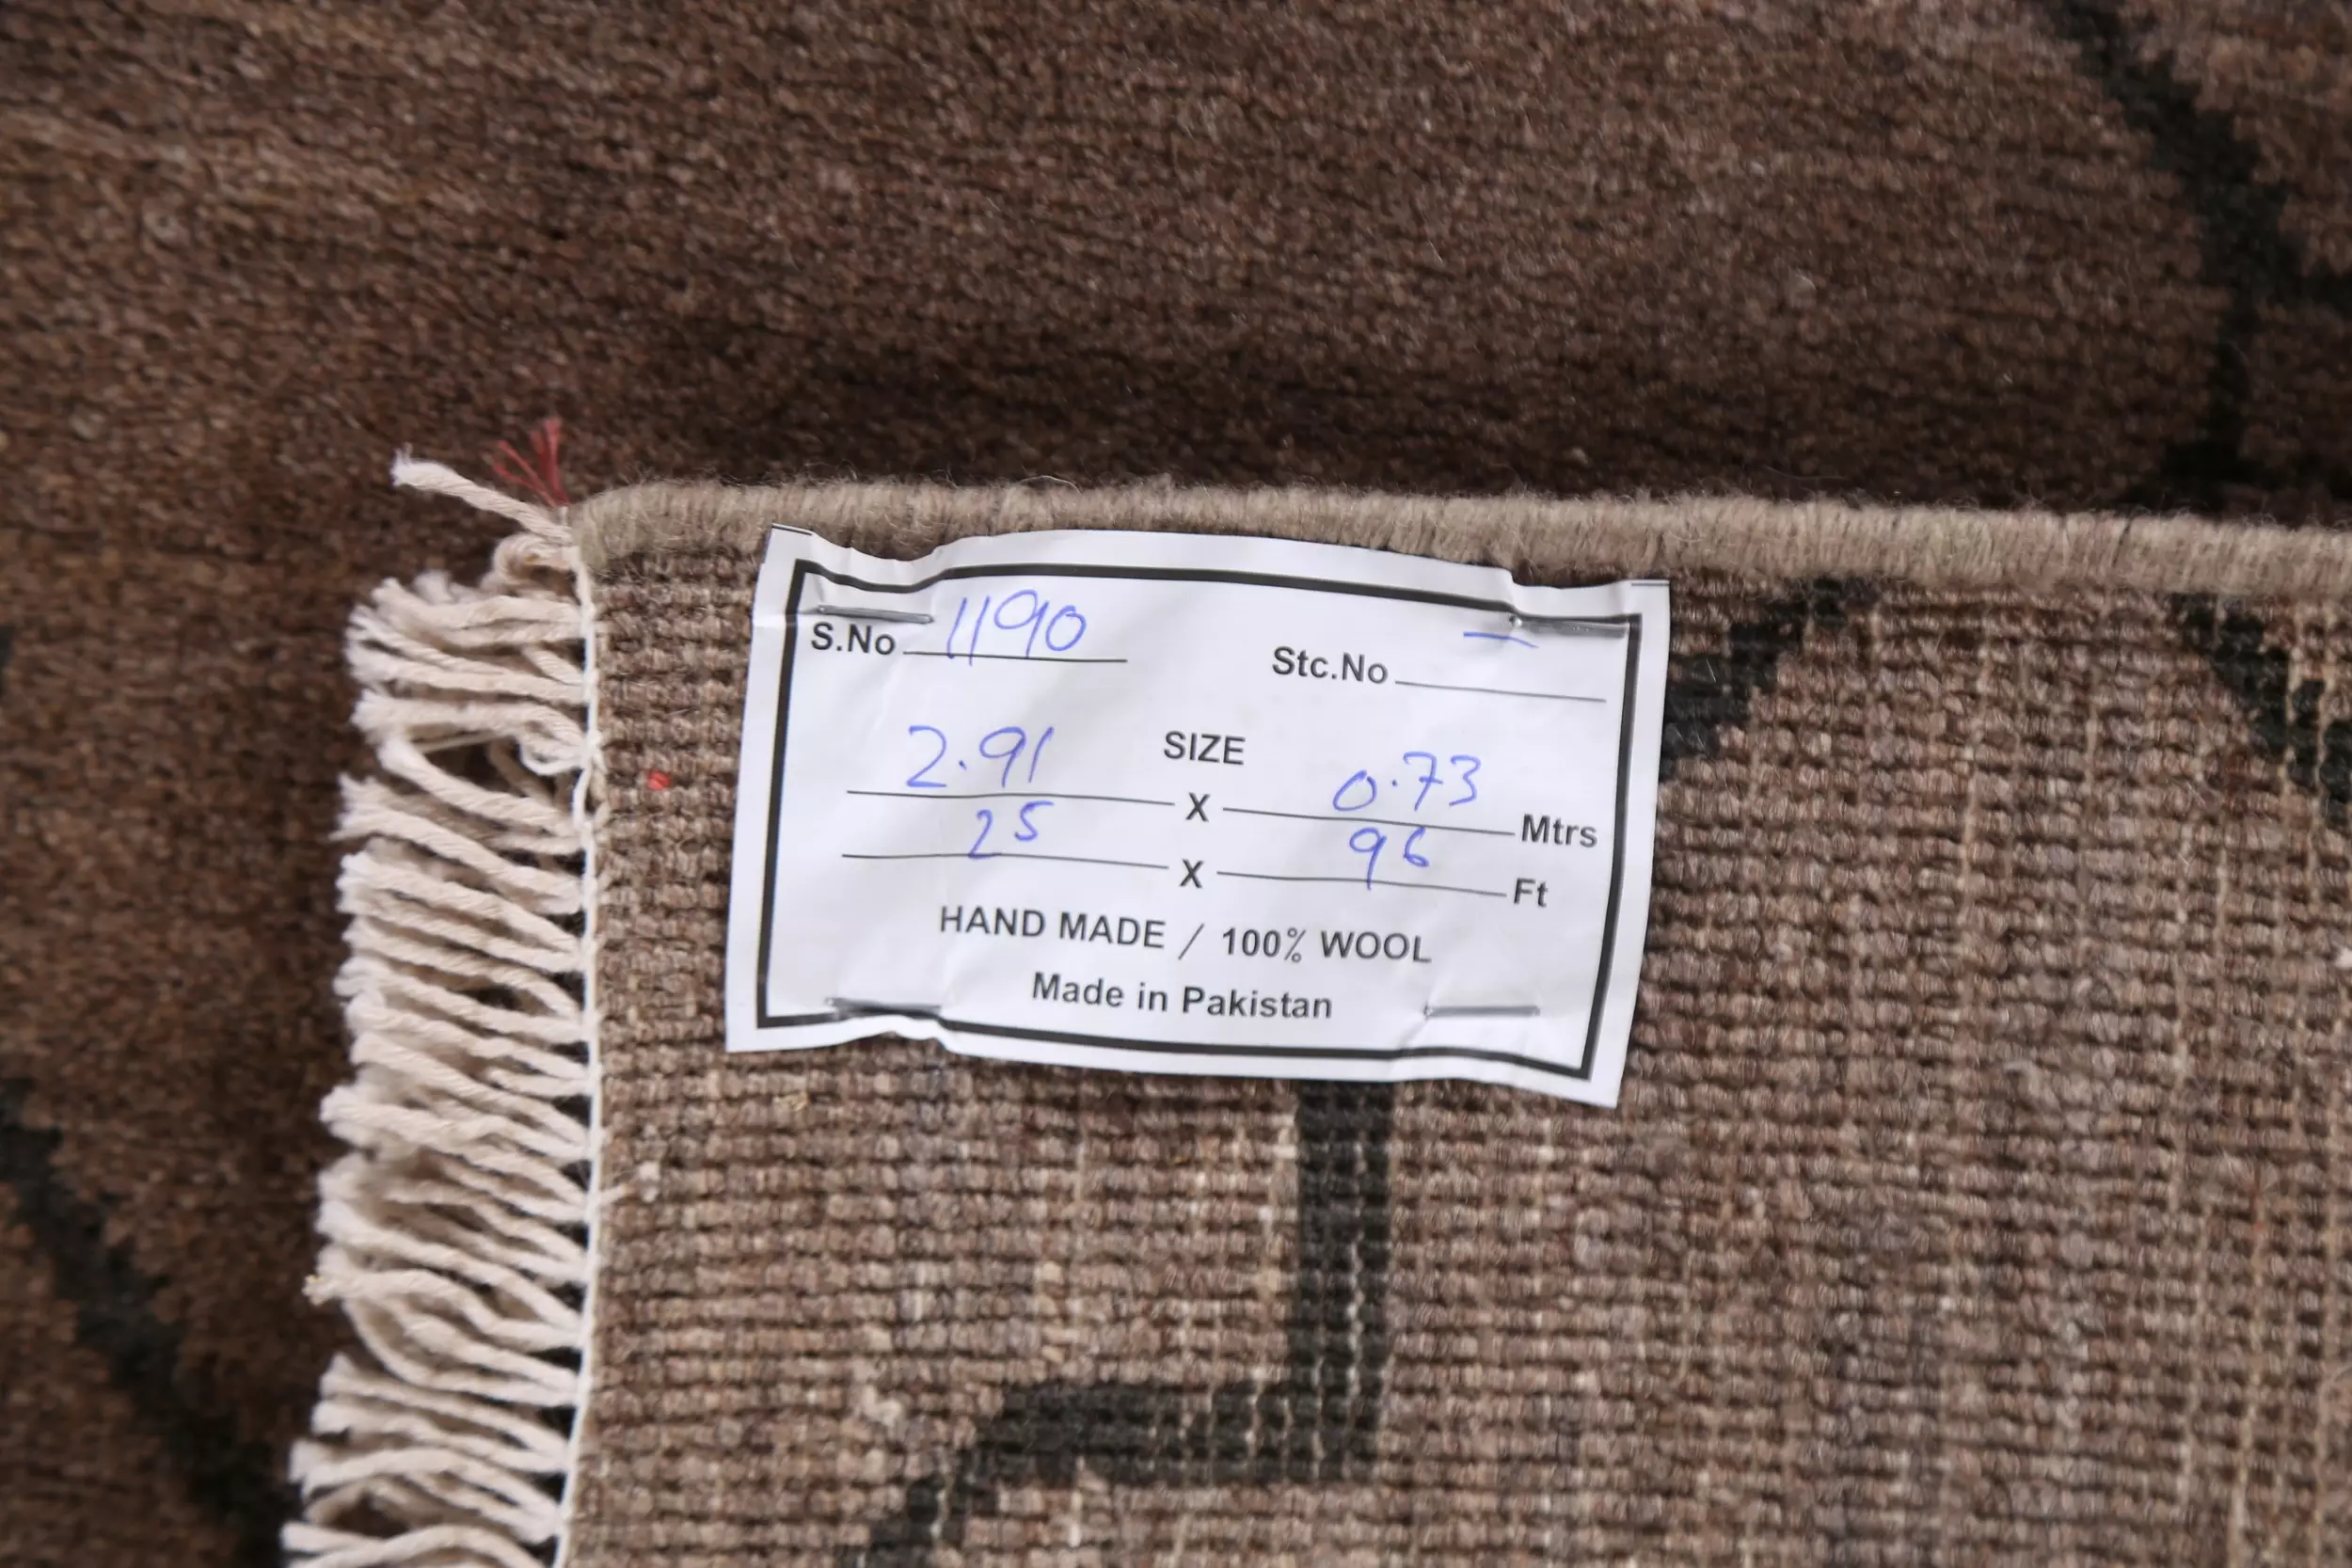 S.No 1190 Stc.No —
SIZE
2.91 X 0.73 Mtrs
25 X 96 Ft
HAND MADE / 100% WOOL
Made in Pakistan